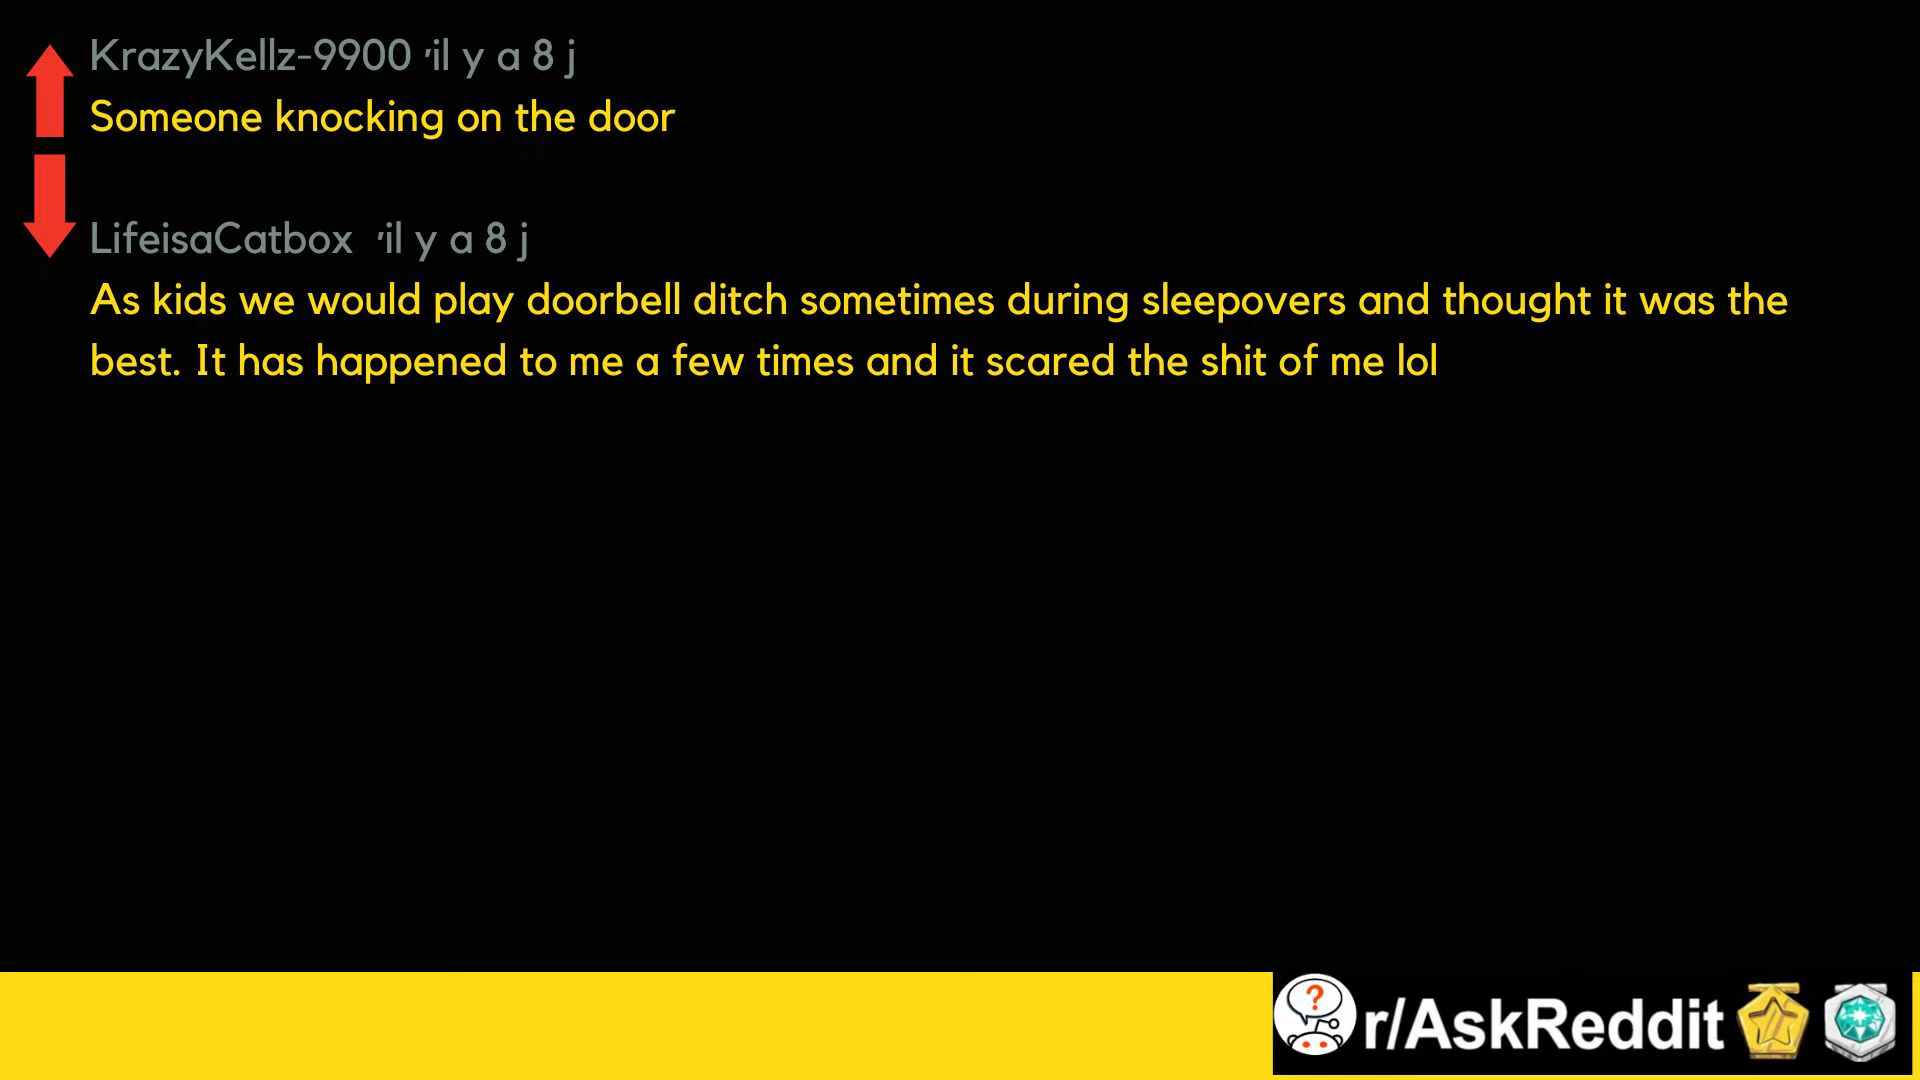 KrazyKellz-9900 ·il y a 8 j
Someone knocking on the door
LifeisaCatbox ·il y a 8 j
As kids we would play doorbell ditch sometimes during sleepovers and thought it was the
best. It has happened to me a few times and it scared the shit of me lol
?
r/AskReddit